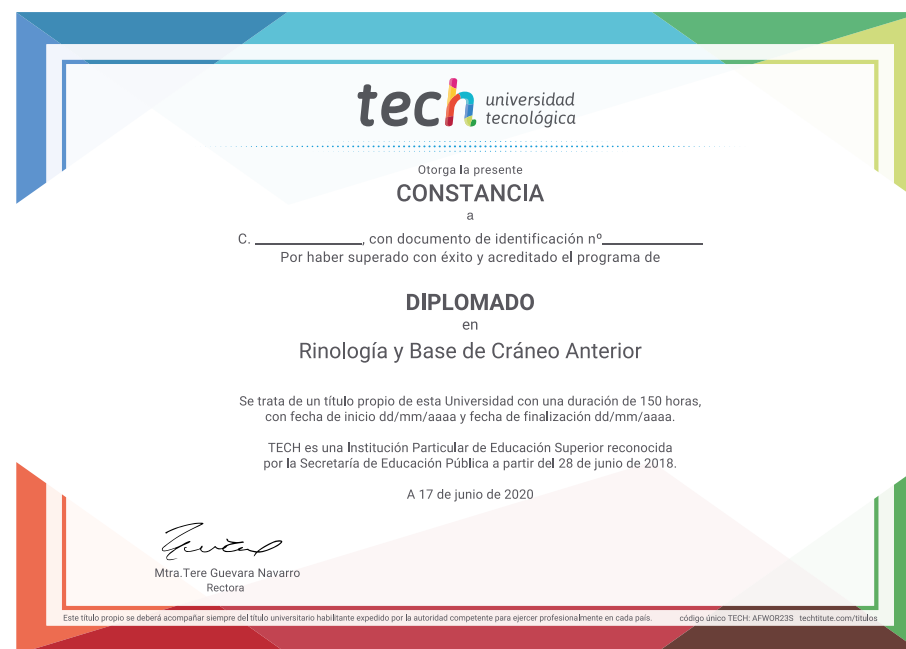 tech universidad
tecnológica
Otorga la presente
CONSTANCIA
a
C. ____________, con documento de identificación nº____________
Por haber superado con éxito y acreditado el programa de
DIPLOMADO
en
Rinología y Base de Cráneo Anterior
Se trata de un título propio de esta Universidad con una duración de 150 horas,
con fecha de inicio dd/mm/aaaa y fecha de finalización dd/mm/aaaa.
TECH es una Institución Particular de Educación Superior reconocida
por la Secretaría de Educación Pública a partir del 28 de junio de 2018.
A 17 de junio de 2020
Mtra.Tere Guevara Navarro
Rectora
Este título propio se deberá acompañar siempre del título universitario habilitante expedido por la autoridad competente para ejercer profesionalmente en cada país. código único TECH: AFWOR23S techtitute.com/titulos